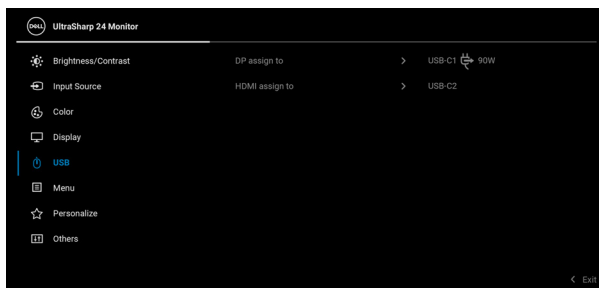 DELL UltraSharp 24 Monitor
Brightness/Contrast DP assign to > USB-C1 90W
Input Source HDMI assign to > USB-C2
Color
Display
USB
Menu
Personalize
Others
< Exit